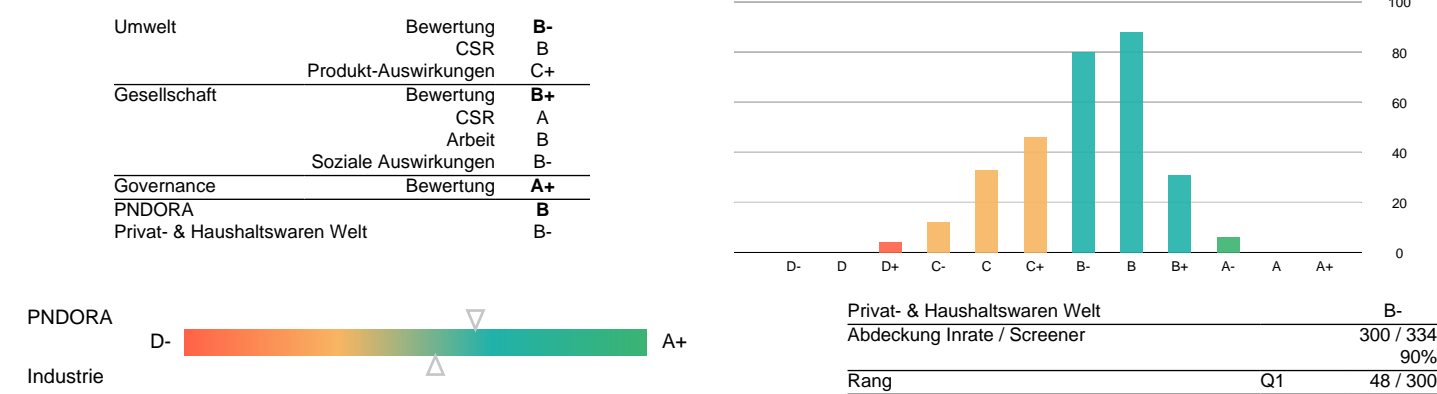 Umwelt Bewertung B-
CSR B
Produkt-Auswirkungen C+
Gesellschaft Bewertung B+
CSR A
Arbeit B
Soziale Auswirkungen B-
Governance Bewertung A+
PNDORA B
Privat- & Haushaltswaren Welt B-
100
80
60
40
20
0
D- D D+ C- C C+ B- B B+ A- A A+
PNDORA
D- A+
Industrie
Privat- & Haushaltswaren Welt B-
Abdeckung Inrate / Screener 300 / 334
90%
Rang Q1 48 / 300